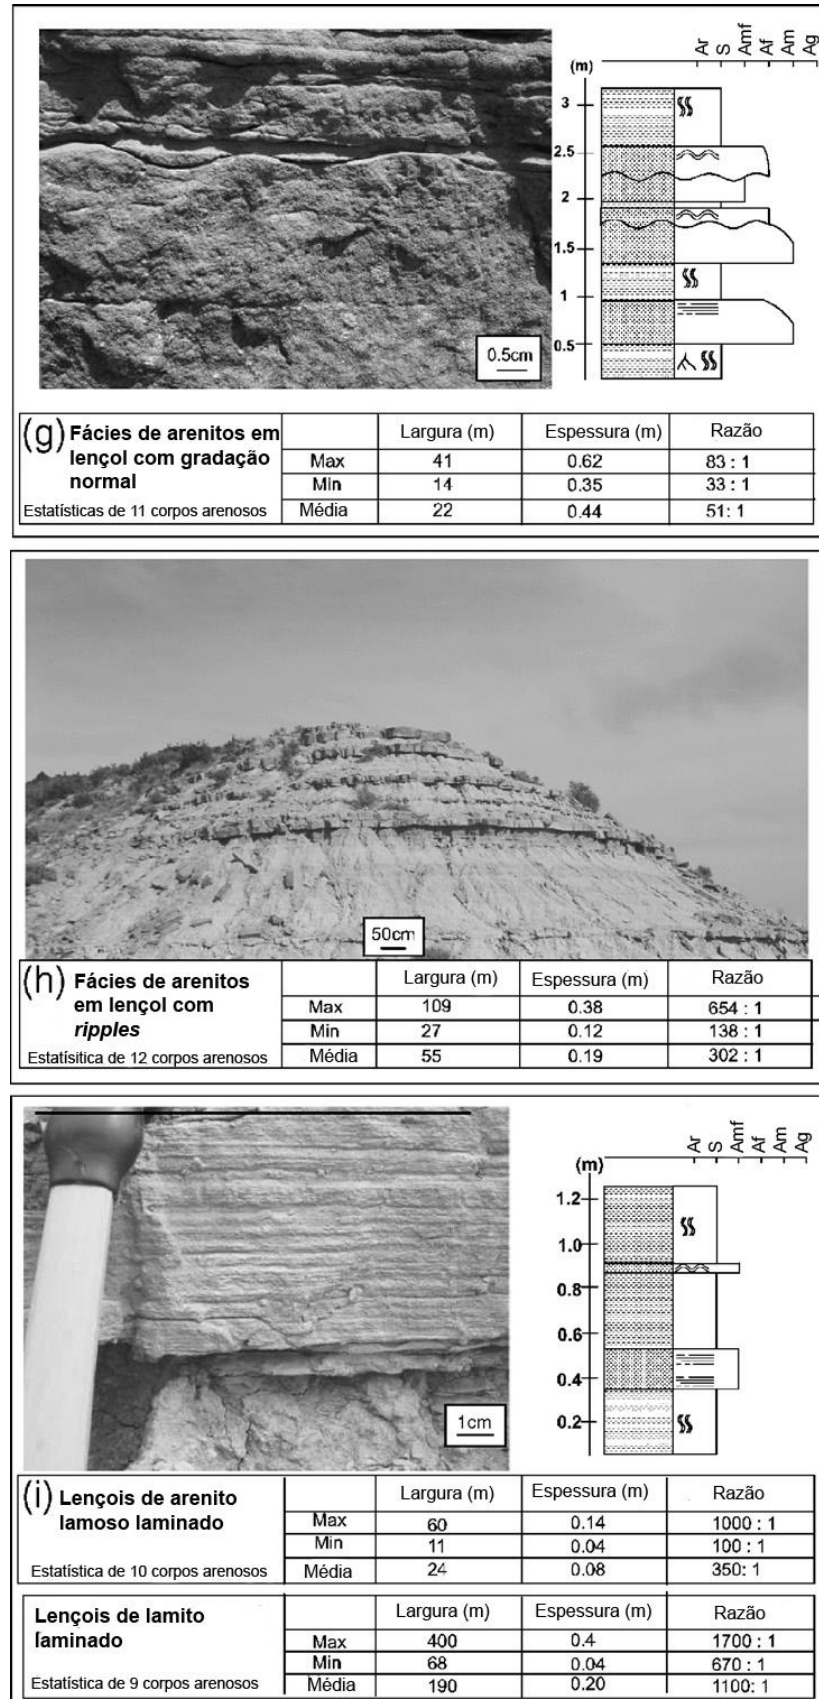 Ar S Amf Af Am Ag
(m)
3
2.5
2
1.5
1
0.5
0.5cm
(g) Fácies de arenitos em lençol com gradação normal
Estatísticas de 11 corpos arenosos
Largura (m) Espessura (m) Razão
Max 41 0.62 83 : 1
Min 14 0.35 33 : 1
Média 22 0.44 51: 1
50cm
(h) Fácies de arenitos em lençol com ripples
Estatísitica de 12 corpos arenosos
Largura (m) Espessura (m) Razão
Max 109 0.38 654 : 1
Min 27 0.12 138 : 1
Média 55 0.19 302 : 1
Ar S Amf Af Am Ag
(m)
1.2
1.0
0.8
0.6
0.4
0.2
1cm
(i) Lençois de arenito lamoso laminado
Estatística de 10 corpos arenosos
Largura (m) Espessura (m) Razão
Max 60 0.14 1000 : 1
Min 11 0.04 100 : 1
Média 24 0.08 350: 1
Lençois de lamito laminado
Estatística de 9 corpos arenosos
Largura (m) Espessura (m) Razão
Max 400 0.4 1700 : 1
Min 68 0.04 670 : 1
Média 190 0.20 1100: 1